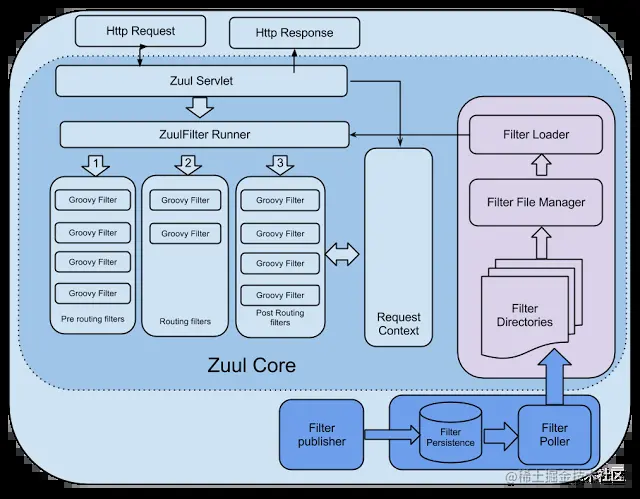 Http Request
Http Response
Zuul Servlet
ZuulFilter Runner
1
2
3
Groovy Filter
Groovy Filter
Groovy Filter
Groovy Filter
Pre routing filters
Groovy Filter
Groovy Filter
Routing filters
Groovy Filter
Groovy Filter
Groovy Filter
Groovy Filter
Post Routing
filters
Request
Context
Filter Loader
Filter File Manager
Filter
Directories
Zuul Core
Filter
publisher
Filter
Persistence
Filter
Poller
@稀土掘金技术社区